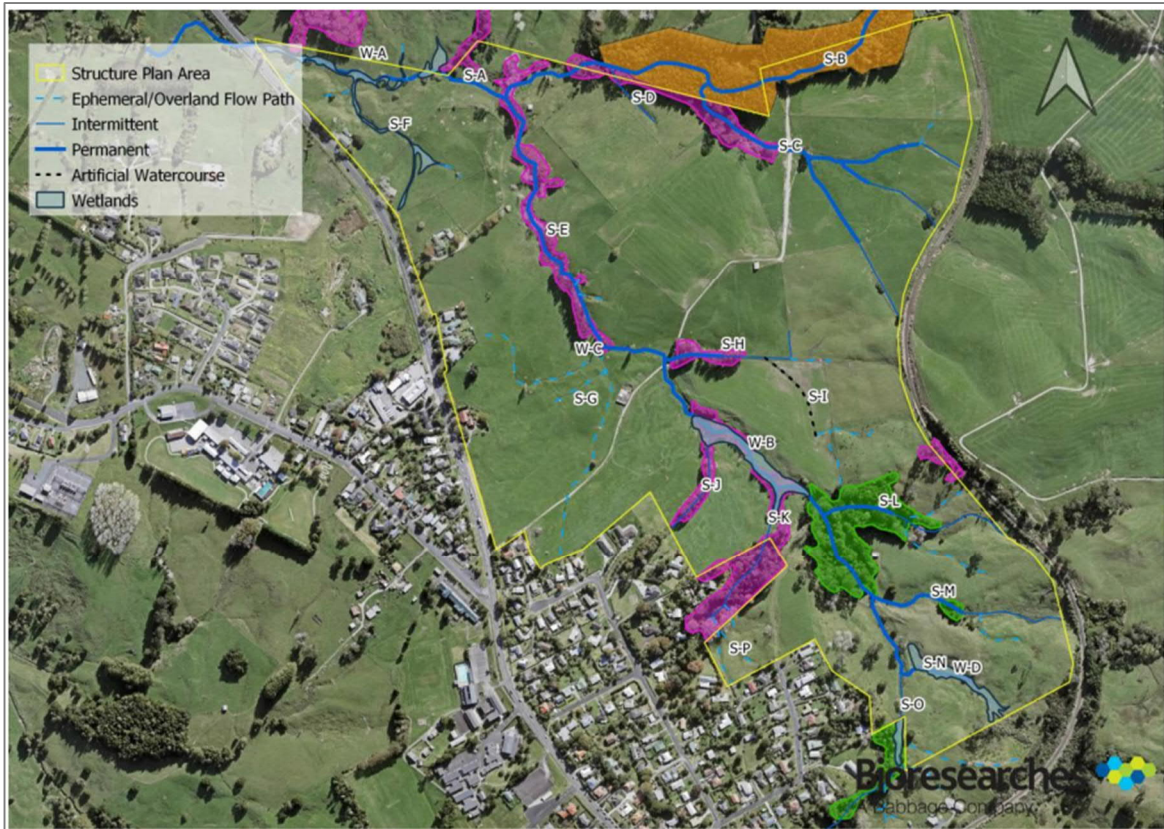 Structure Plan Area
Ephemeral/Overland Flow Path
Intermittent
Permanent
Artificial Watercourse
Wetlands
W-A
S-A
S-B
S-D
S-F
S-C
S-E
W-C
S-H
S-G
S-I
W-B
S-J
S-K
S-L
S-M
S-P
S-N
W-D
S-O
Bioresearches
A Babbage Company